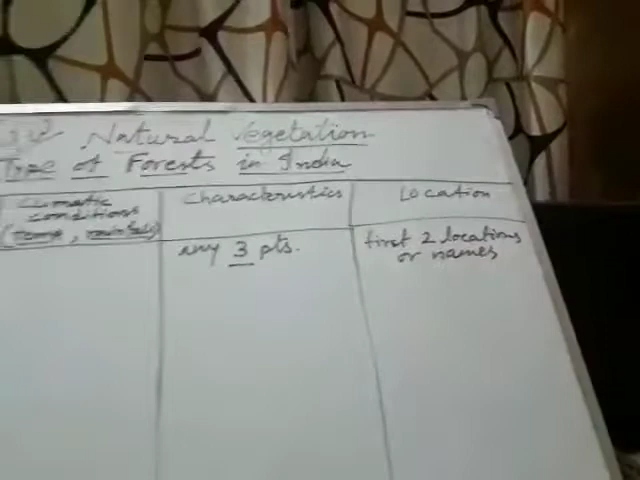 Natural Vegetation
Type of Forests in India
Climatic conditions (Temp, rainfall)
Characteristics
Location
any 3 pts.
first 2 locations
or names